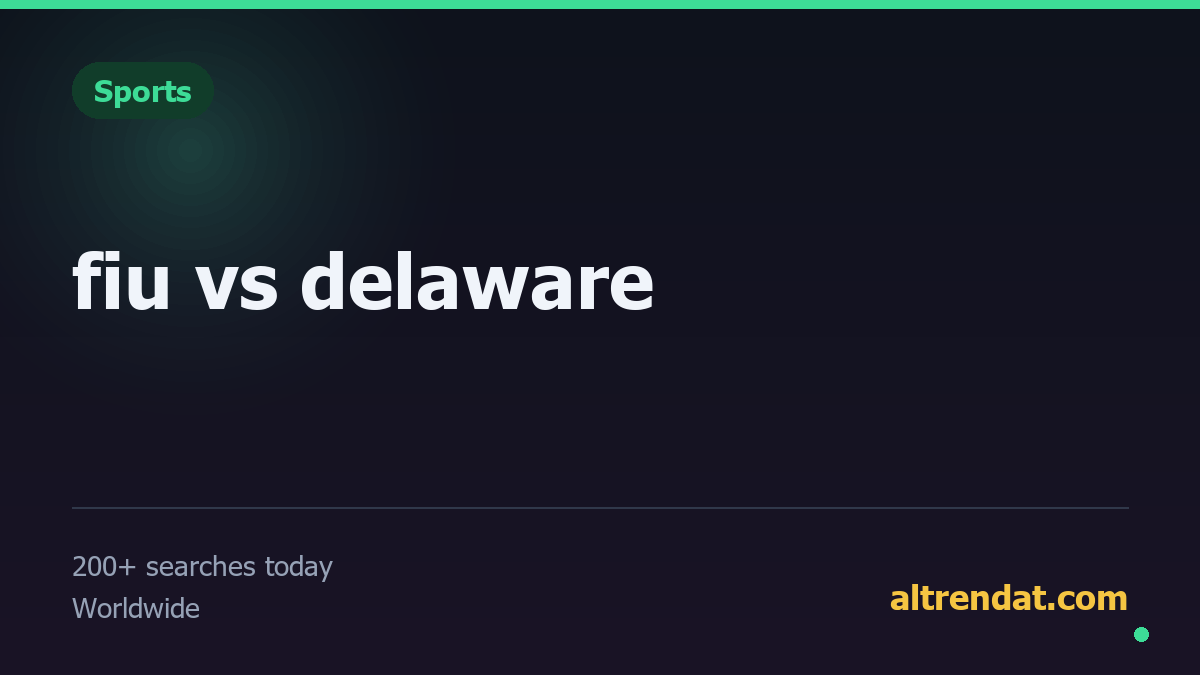 Sports
fiu vs delaware
200+ searches today
Worldwide
altrendat.com